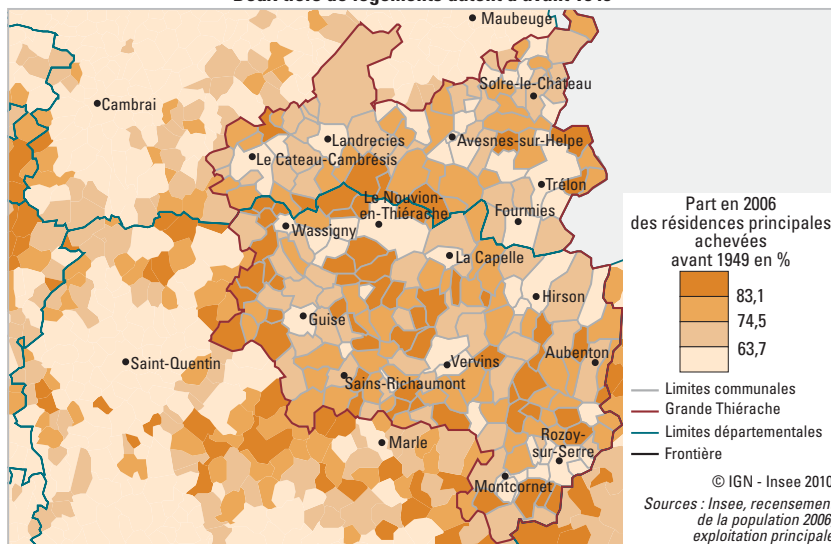 Maubeuge
Solre-le-Château
Cambrai
Landrecies
Avesnes-sur-Helpe
Le Cateau-Cambrésis
Trélon
Le Nouvion-
en-Thiérache
Fourmies
Wassigny
La Capelle
Hirson
Guise
Saint-Quentin
Vervins
Aubenton
Sains-Richaumont
Marle
Rozoy-
sur-Serre
Montcornet
Part en 2006
des résidences principales
achevées
avant 1949 en %
83,1
74,5
63,7
Limites communales
Grande Thiérache
Limites départementales
Frontière
© IGN - Insee 2010
Sources : Insee, recensemen
de la population 2006
exploitation principale